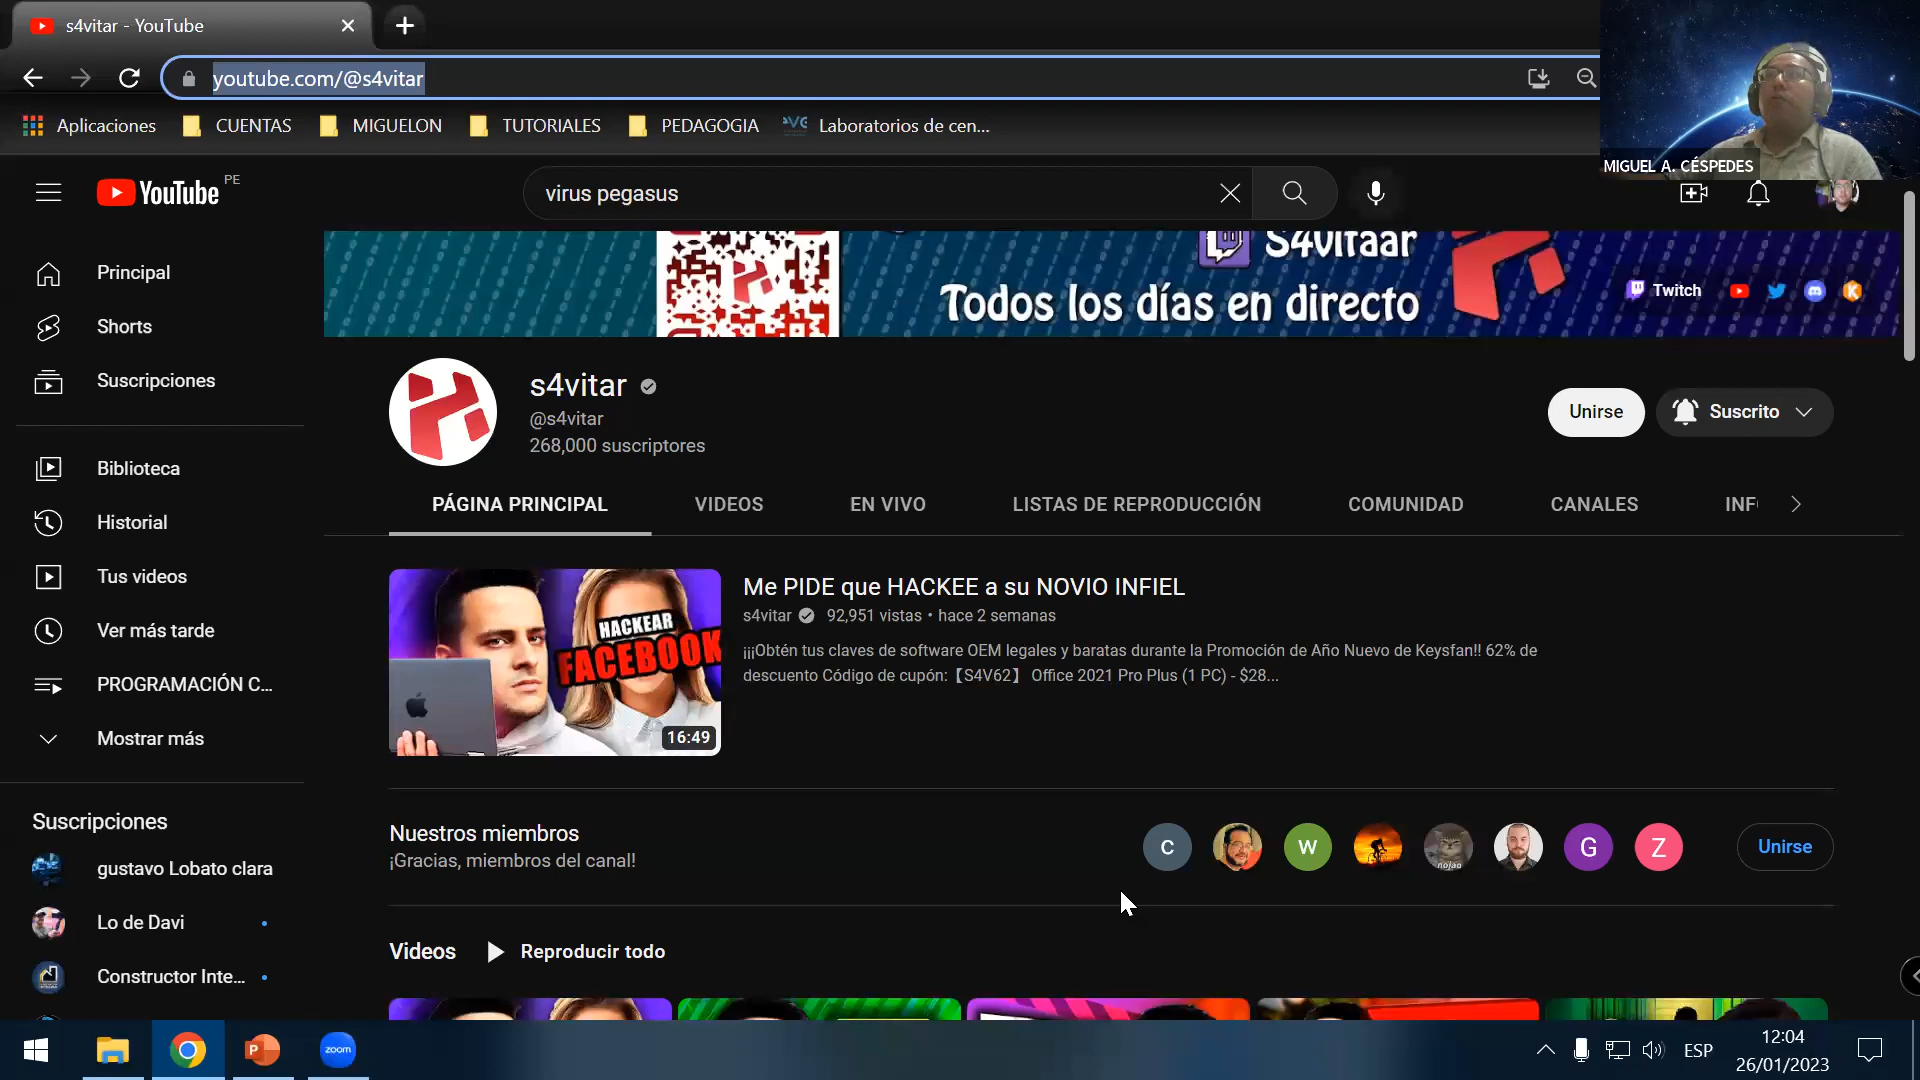 s4vitar - YouTube
youtube.com/@s4vitar
Aplicaciones
CUENTAS
MIGUELON
TUTORIALES
PEDAGOGIA
Laboratorios de cen...
MIGUEL A. CÉSPEDES
YouTube PE
virus pegasus
Principal
Shorts
Suscripciones
Biblioteca
Historial
Tus videos
Ver más tarde
PROGRAMACIÓN C...
Mostrar más
Suscripciones
gustavo Lobato clara
Lo de Davi
Constructor Inte...
S4vitaar
Todos los días en directo
Twitch
s4vitar
@s4vitar
268,000 suscriptores
Unirse
Suscrito
PÁGINA PRINCIPAL
VIDEOS
EN VIVO
LISTAS DE REPRODUCCIÓN
COMUNIDAD
CANALES
INF
HACKEAR
FACEBOOK
16:49
Me PIDE que HACKEE a su NOVIO INFIEL
s4vitar 92,951 vistas • hace 2 semanas
¡¡¡Obtén tus claves de software OEM legales y baratas durante la Promoción de Año Nuevo de Keysfan!! 62% de
descuento Código de cupón:【S4V62】 Office 2021 Pro Plus (1 PC) - $28...
Nuestros miembros
¡Gracias, miembros del canal!
C
W
nojao
G
Z
Unirse
Videos
Reproducir todo
P
zoom
ESP
12:04
26/01/2023